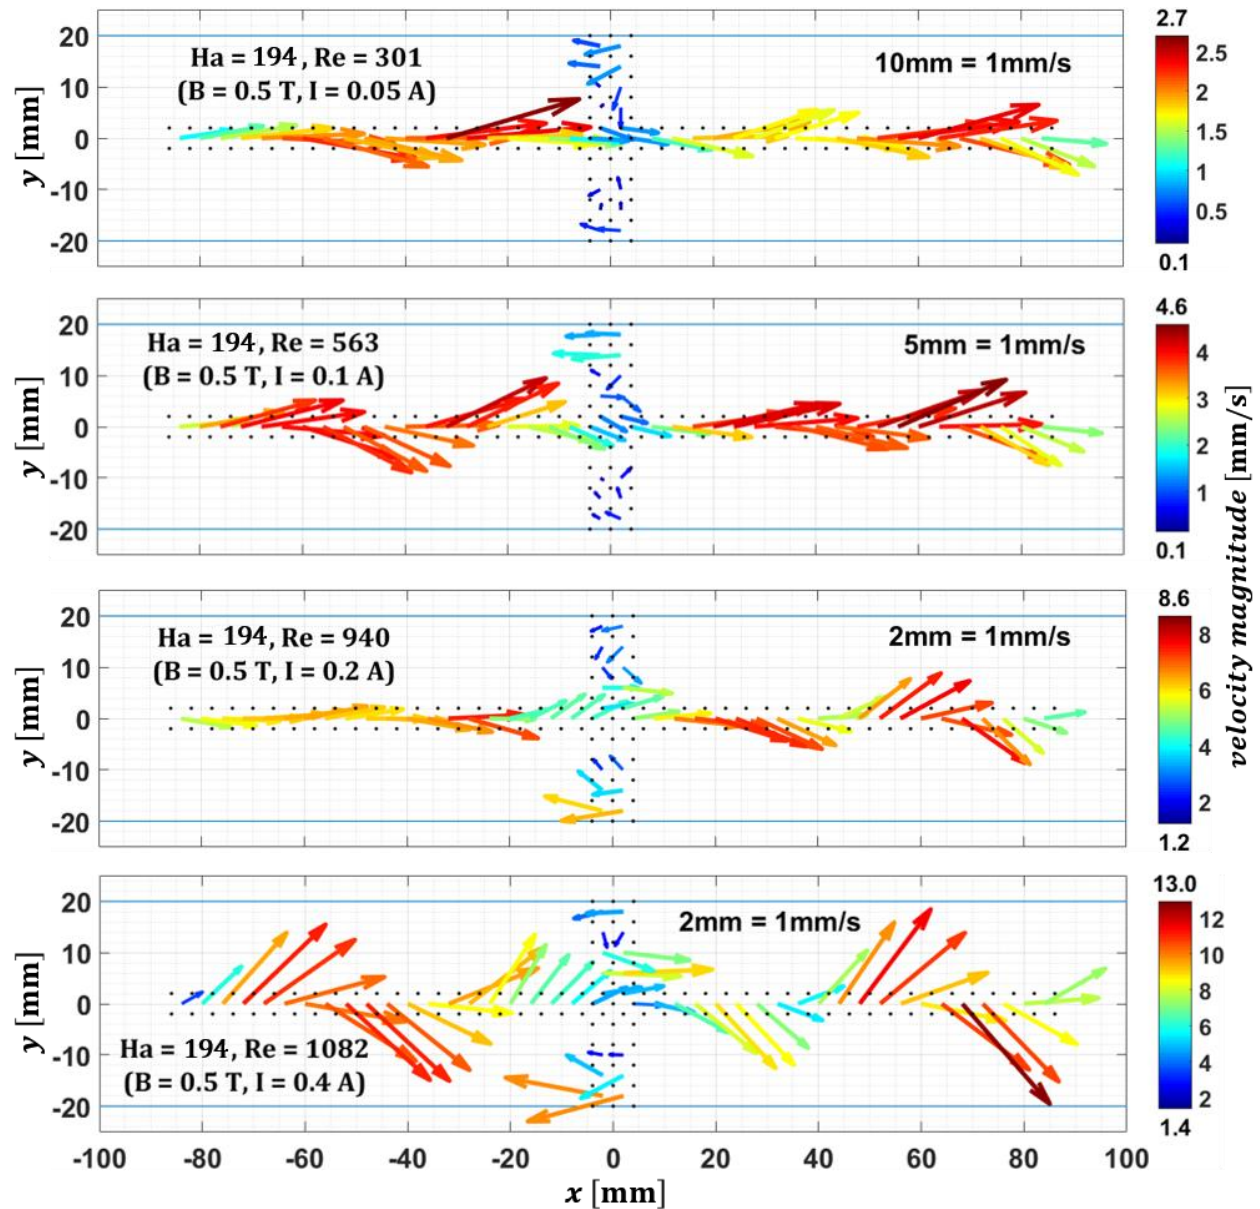 2.7
20
10
0
-10
-20
y [mm]
Ha = 194, Re = 301
(B = 0.5 T, I = 0.05 A)
10mm = 1mm/s
2.5
2
1.5
1
0.5
0.1
4.6
20
10
0
-10
-20
y [mm]
Ha = 194, Re = 563
(B = 0.5 T, I = 0.1 A)
5mm = 1mm/s
4
3
2
1
0.1
velocity magnitude [mm/s]
8.6
20
10
0
-10
-20
y [mm]
Ha = 194, Re = 940
(B = 0.5 T, I = 0.2 A)
2mm = 1mm/s
8
6
4
2
1.2
13.0
20
10
0
-10
-20
y [mm]
2mm = 1mm/s
Ha = 194, Re = 1082
(B = 0.5 T, I = 0.4 A)
12
10
8
6
4
2
1.4
-100 -80 -60 -40 -20 0 20 40 60 80 100
x [mm]